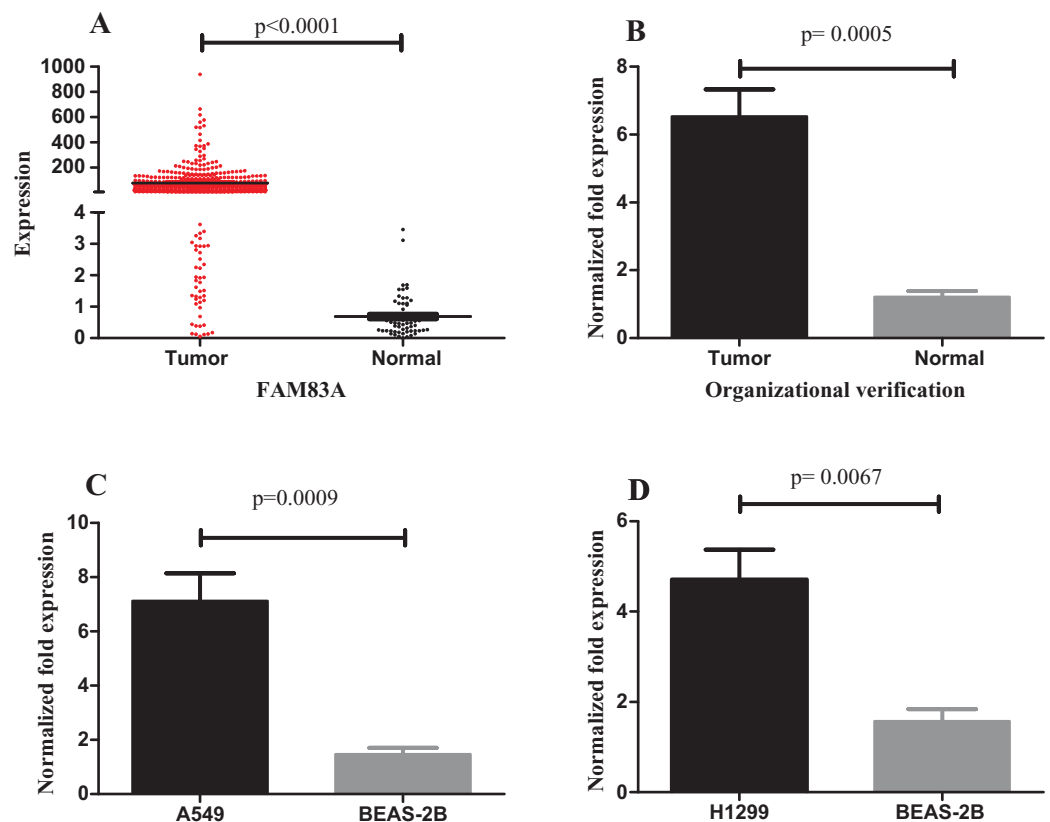 A
p<0.0001
Expression
1000
800
600
400
200
4
3
2
1
0
Tumor
Normal
FAM83A
B
p= 0.0005
Normalized fold expression
8
6
4
2
0
Tumor
Normal
Organizational verification
C
p=0.0009
Normalized fold expression
10
8
6
4
2
0
A549
BEAS-2B
D
p= 0.0067
Normalized fold expression
6
4
2
0
H1299
BEAS-2B